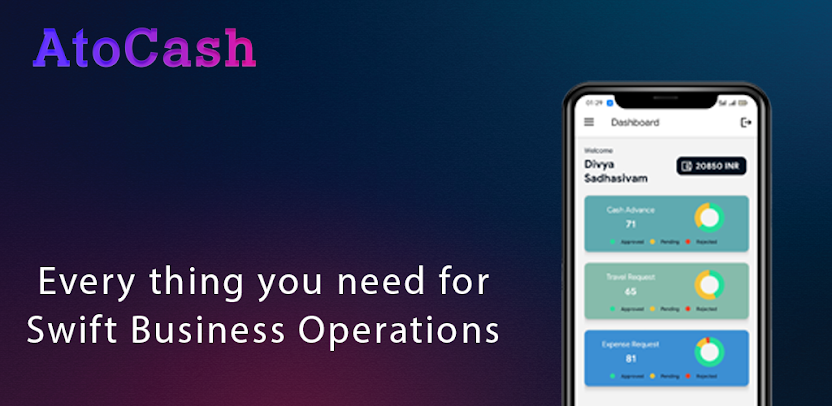 AtoCash
Every thing you need for
Swift Business Operations
01:29
Dashboard
Welcome
Divya
Sadhasivam
20850 INR
Cash Advance
71
Approved Pending Rejected
Travel Request
65
Approved Pending Rejected
Expense Request
81
Approved Pending Rejected